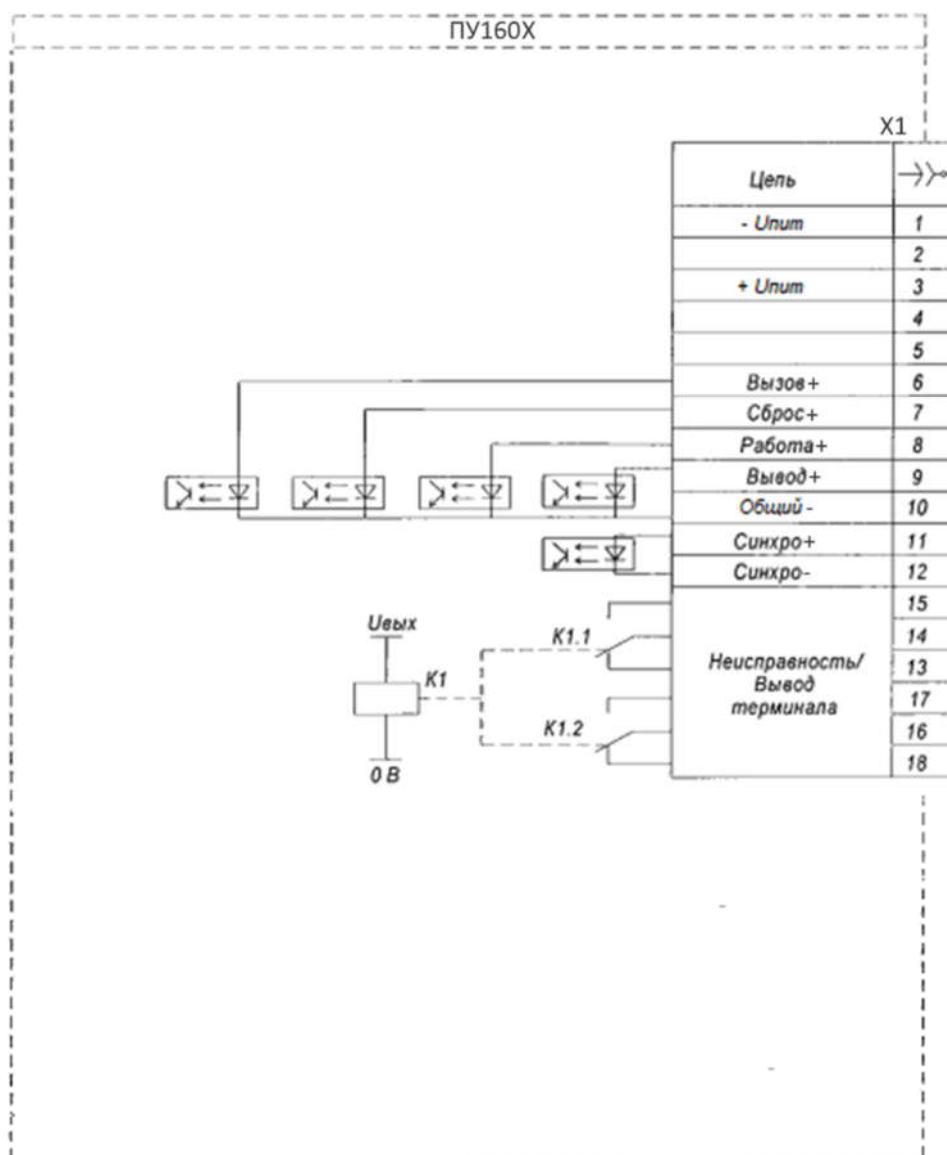 ПУ160Х
X1
Цепь
- Uпит 1
2
+ Uпит 3
4
5
Вызов+ 6
Сброс+ 7
Работа+ 8
Вывод+ 9
Общий - 10
Синхро+ 11
Синхро- 12
15
Uвых
K1.1 14
K1
Неисправность/ 13
Вывод
терминала
17
K1.2 16
18
0 В